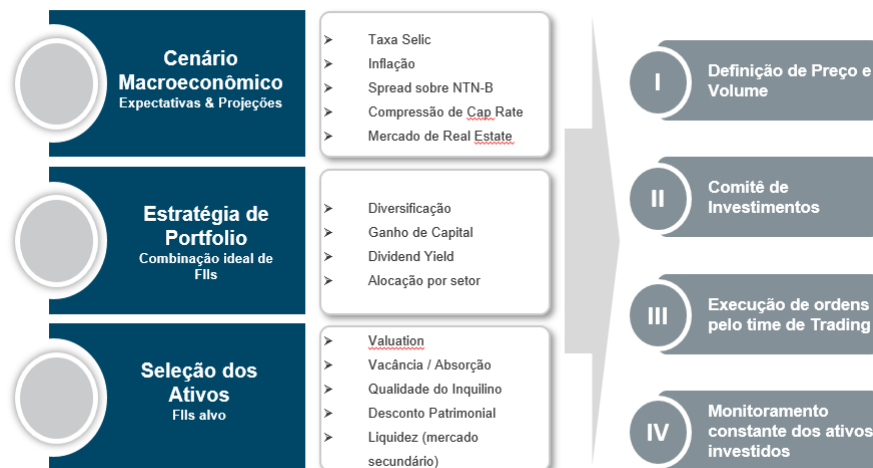 Cenário
Macroeconômico
Expectativas & Projeções
Taxa Selic
Inflação
Spread sobre NTN-B
Compressão de Cap Rate
Mercado de Real Estate
Estratégia de
Portfolio
Combinação ideal de
FIIs
Diversificação
Ganho de Capital
Dividend Yield
Alocação por setor
Seleção dos
Ativos
FIIs alvo
Valuation
Vacância / Absorção
Qualidade do Inquilino
Desconto Patrimonial
Liquidez (mercado
secundário)
I
Definição de Preço e
Volume
II
Comitê de
Investimentos
III
Execução de ordens
pelo time de Trading
IV
Monitoramento
constante dos ativos
investidos